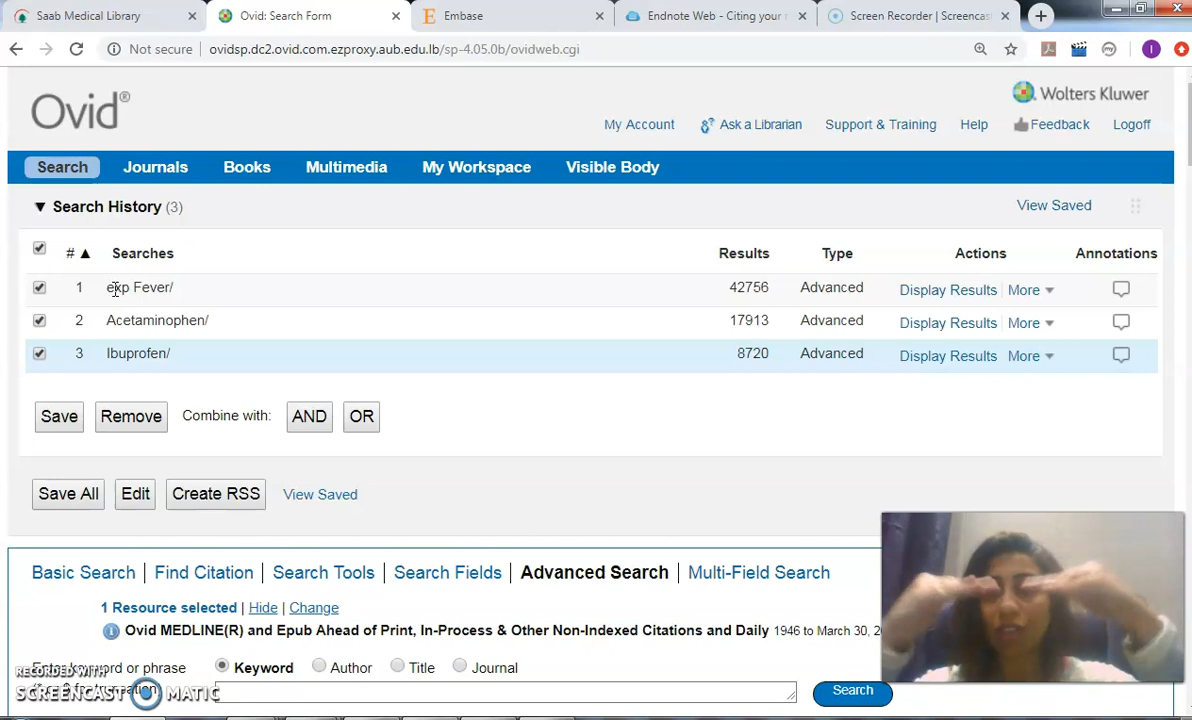 Saab Medical Library
Ovid: Search Form
Embase
Endnote Web - Citing your r
Screen Recorder | Screencast
Not secure
ovidsp.dc2.ovid.com.ezproxy.aub.edu.lb/sp-4.05.0b/ovidweb.cgi
my
I
Ovid®
Wolters Kluwer
My Account Ask a Librarian Support & Training Help Feedback Logoff
Search Journals Books Multimedia My Workspace Visible Body
▼ Search History (3) View Saved
# ▲ Searches Results Type Actions Annotations
1 exp Fever/ 42756 Advanced Display Results More ▼
2 Acetaminophen/ 17913 Advanced Display Results More ▼
3 Ibuprofen/ 8720 Advanced Display Results More ▼
Save Remove Combine with: AND OR
Save All Edit Create RSS View Saved
Basic Search | Find Citation | Search Tools | Search Fields | Advanced Search | Multi-Field Search
1 Resource selected | Hide | Change
Ovid MEDLINE(R) and Epub Ahead of Print, In-Process & Other Non-Indexed Citations and Daily 1946 to March 30, 2
Enter keyword or phrase Keyword Author Title Journal
RECORDED WITH
SCREENCAST MATIC
Search